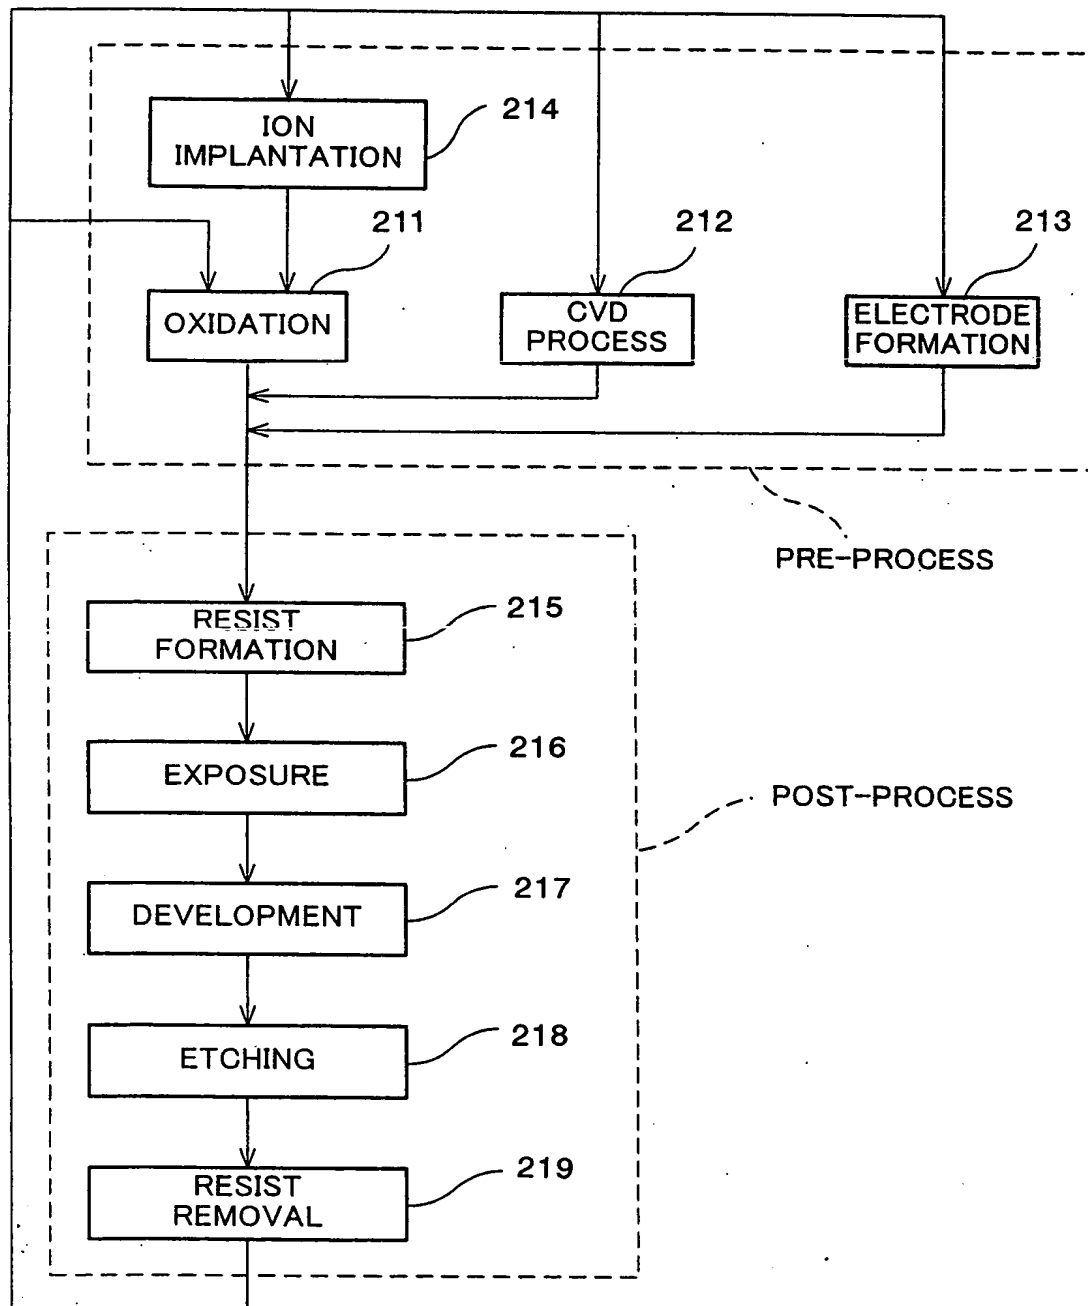 ION
IMPLANTATION
214
211
212
213
OXIDATION
CVD
PROCESS
ELECTRODE
FORMATION
PRE-PROCESS
RESIST
FORMATION
215
EXPOSURE
216
POST-PROCESS
DEVELOPMENT
217
ETCHING
218
RESIST
REMOVAL
219